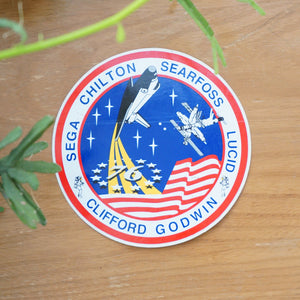 SEGA CHILTON SEARFOSS LUCID
CLIFFORD GODWIN
76